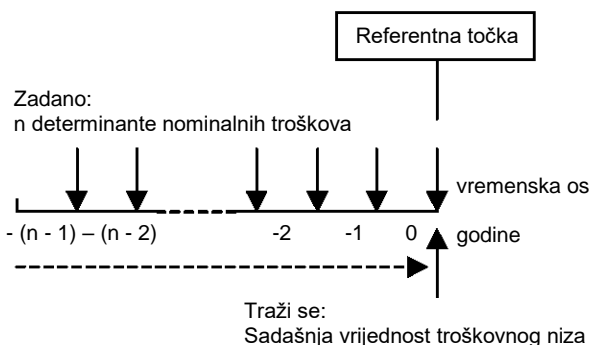 Referentna točka
Zadano:
n determinante nominalnih troškova
vremenska os
- (n - 1) – (n - 2) -2 -1 0 godine
Traži se:
Sadašnja vrijednost troškovnog niza